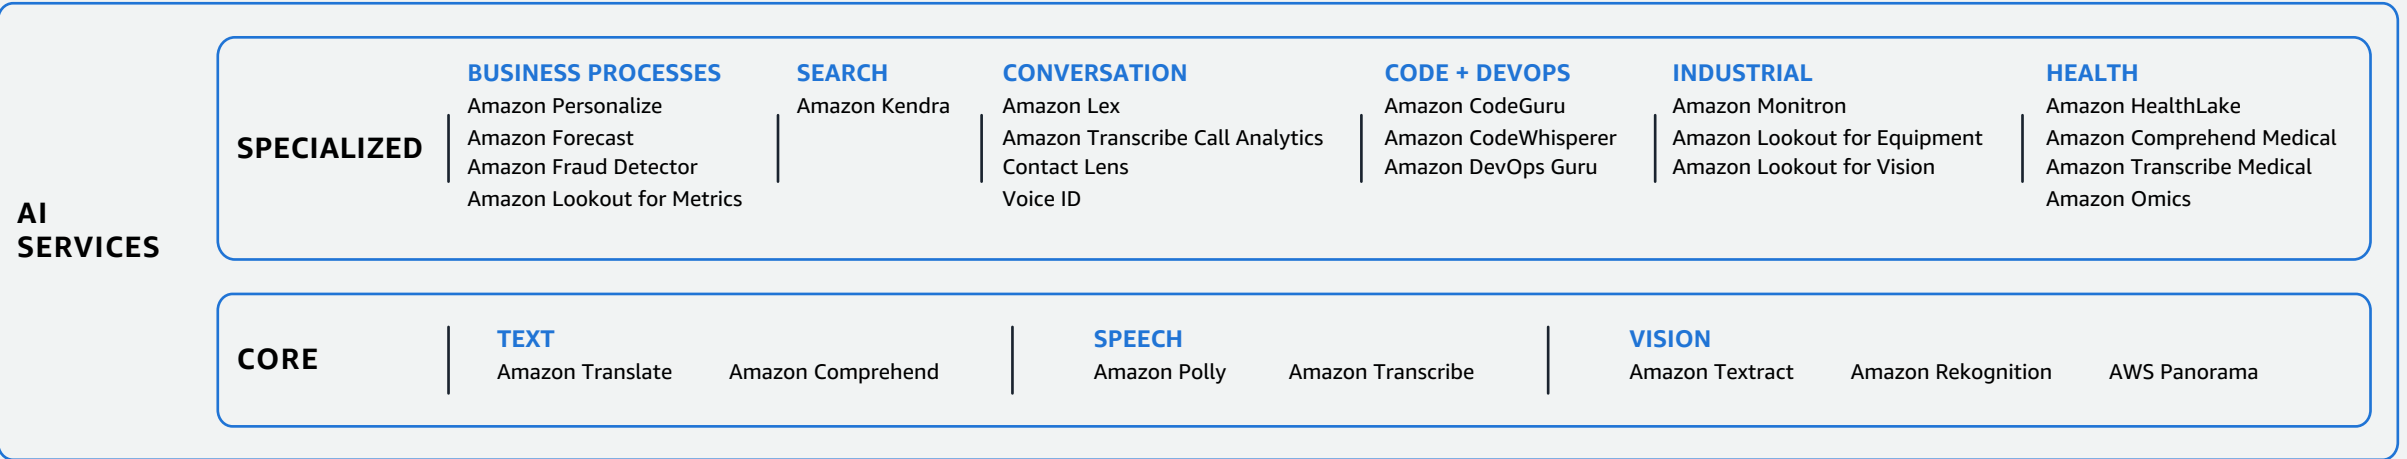 AI
SERVICES
SPECIALIZED
BUSINESS PROCESSES
Amazon Personalize
Amazon Forecast
Amazon Fraud Detector
Amazon Lookout for Metrics
SEARCH
Amazon Kendra
CONVERSATION
Amazon Lex
Amazon Transcribe Call Analytics
Contact Lens
Voice ID
CODE + DEVOPS
Amazon CodeGuru
Amazon CodeWhisperer
Amazon DevOps Guru
INDUSTRIAL
Amazon Monitron
Amazon Lookout for Equipment
Amazon Lookout for Vision
HEALTH
Amazon HealthLake
Amazon Comprehend Medical
Amazon Transcribe Medical
Amazon Omics
CORE
TEXT
Amazon Translate
Amazon Comprehend
SPEECH
Amazon Polly
Amazon Transcribe
VISION
Amazon Textract
Amazon Rekognition
AWS Panorama